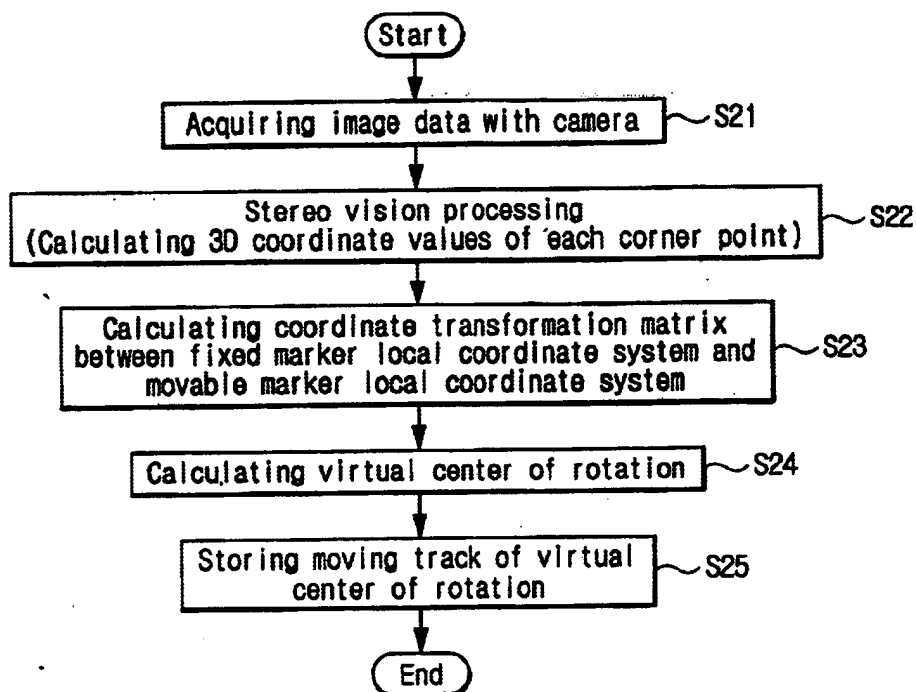 Start
Acquiring image data with camera
S21
Stereo vision processing
(Calculating 3D coordinate values of each corner point)
S22
Calculating coordinate transformation matrix
between fixed marker local coordinate system and
movable marker local coordinate system
S23
Calculating virtual center of rotation
S24
Storing moving track of virtual
center of rotation
S25
End